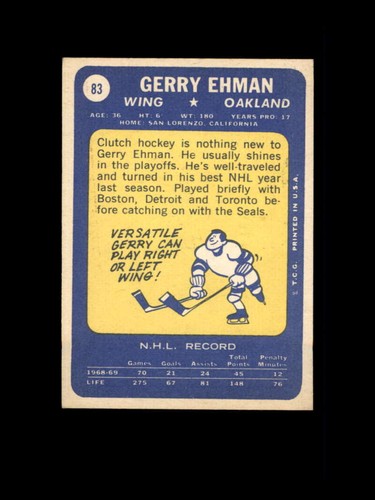 83
GERRY EHMAN
WING ★ OAKLAND
AGE: 36 HT: 6 WT: 180 YEARS PRO: 17
HOME: SAN LORENZO, CALIFORNIA
Clutch hockey is nothing new to
Gerry Ehman. He usually shines
in the playoffs. He's well-traveled
and turned in his best NHL year
last season. Played briefly with
Boston, Detroit and Toronto be-
fore catching on with the Seals.
VERSATILE
GERRY CAN
PLAY RIGHT
OR LEFT
WING!
© T.C.G. PRINTED IN U.S.A.
N.H.L. RECORD
Games Goals Assists Total Points Penalty Minutes
1968-69 70 21 24 45 12
LIFE 275 67 81 148 76